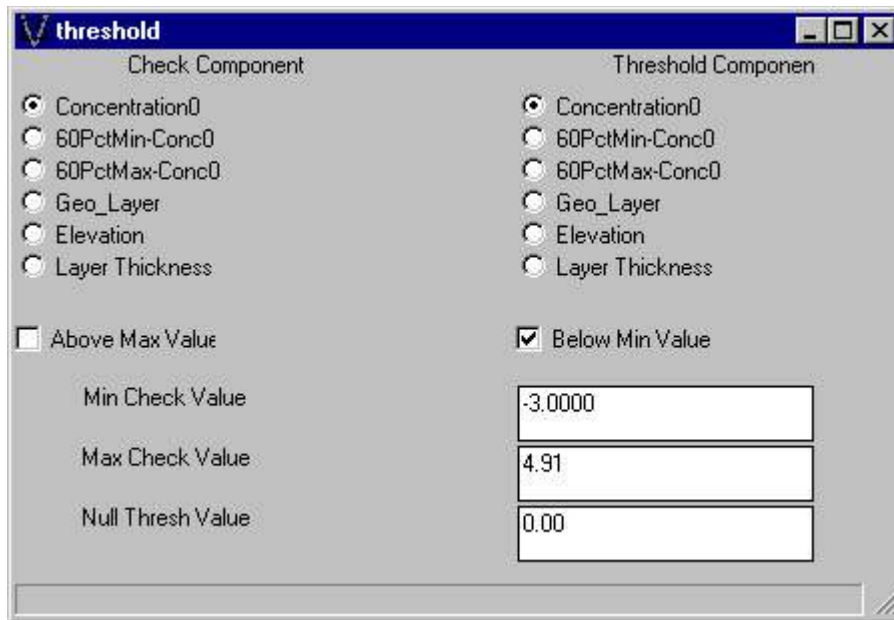 threshold
Check Component Threshold Componen
Concentration0 Concentration0
60PctMin-Conc0 60PctMin-Conc0
60PctMax-Conc0 60PctMax-Conc0
Geo_Layer Geo_Layer
Elevation Elevation
Layer Thickness Layer Thickness
Above Max Value Below Min Value
Min Check Value -3.0000
Max Check Value 4.91
Null Thresh Value 0.00